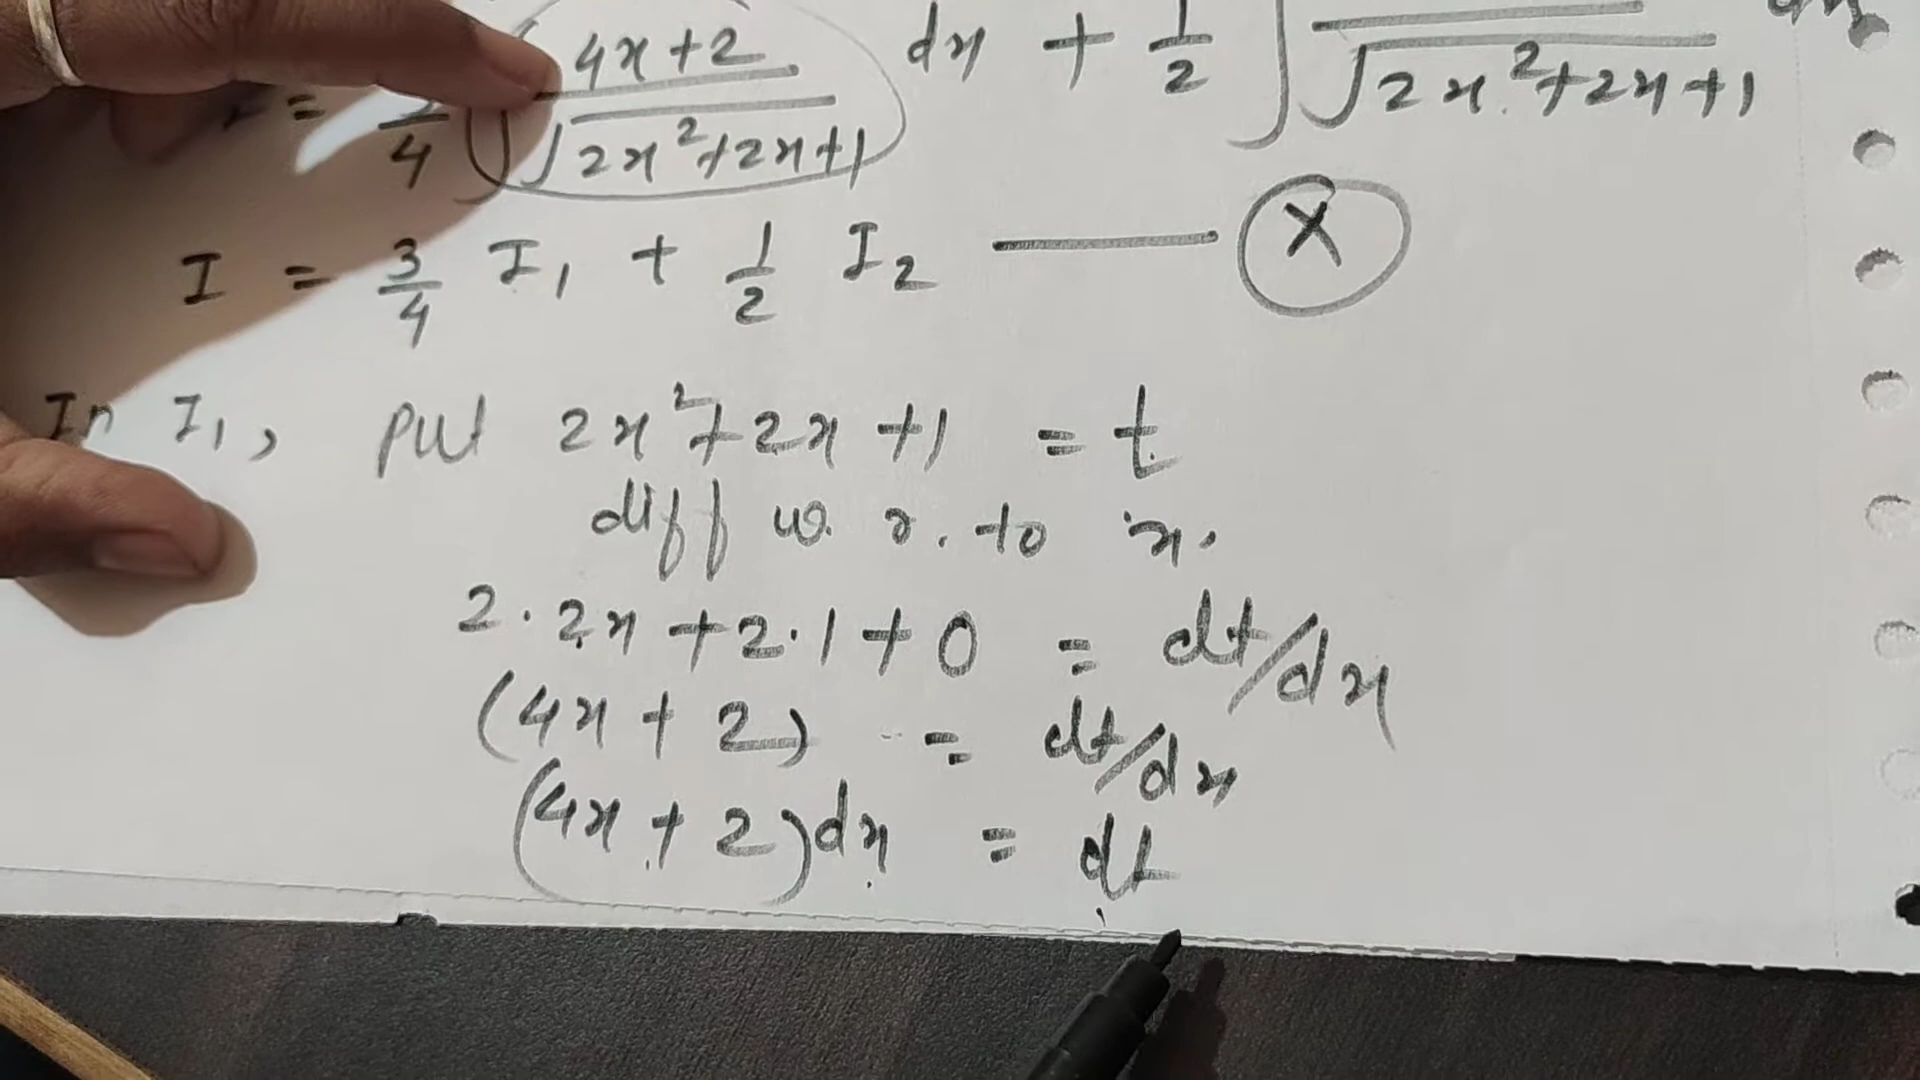 = 3/4 ∫ 4x+2/√2x²+2x+1 dx + 1/2 ∫ /√2x²+2x+1
I = 3/4 I₁ + 1/2 I₂ —— X
In I₁, put 2x²+2x+1 = t
diff w. r. to x.
2.2x+2.1+0 = dt/dx
(4x+2) = dt/dx
(4x+2)dx = dt